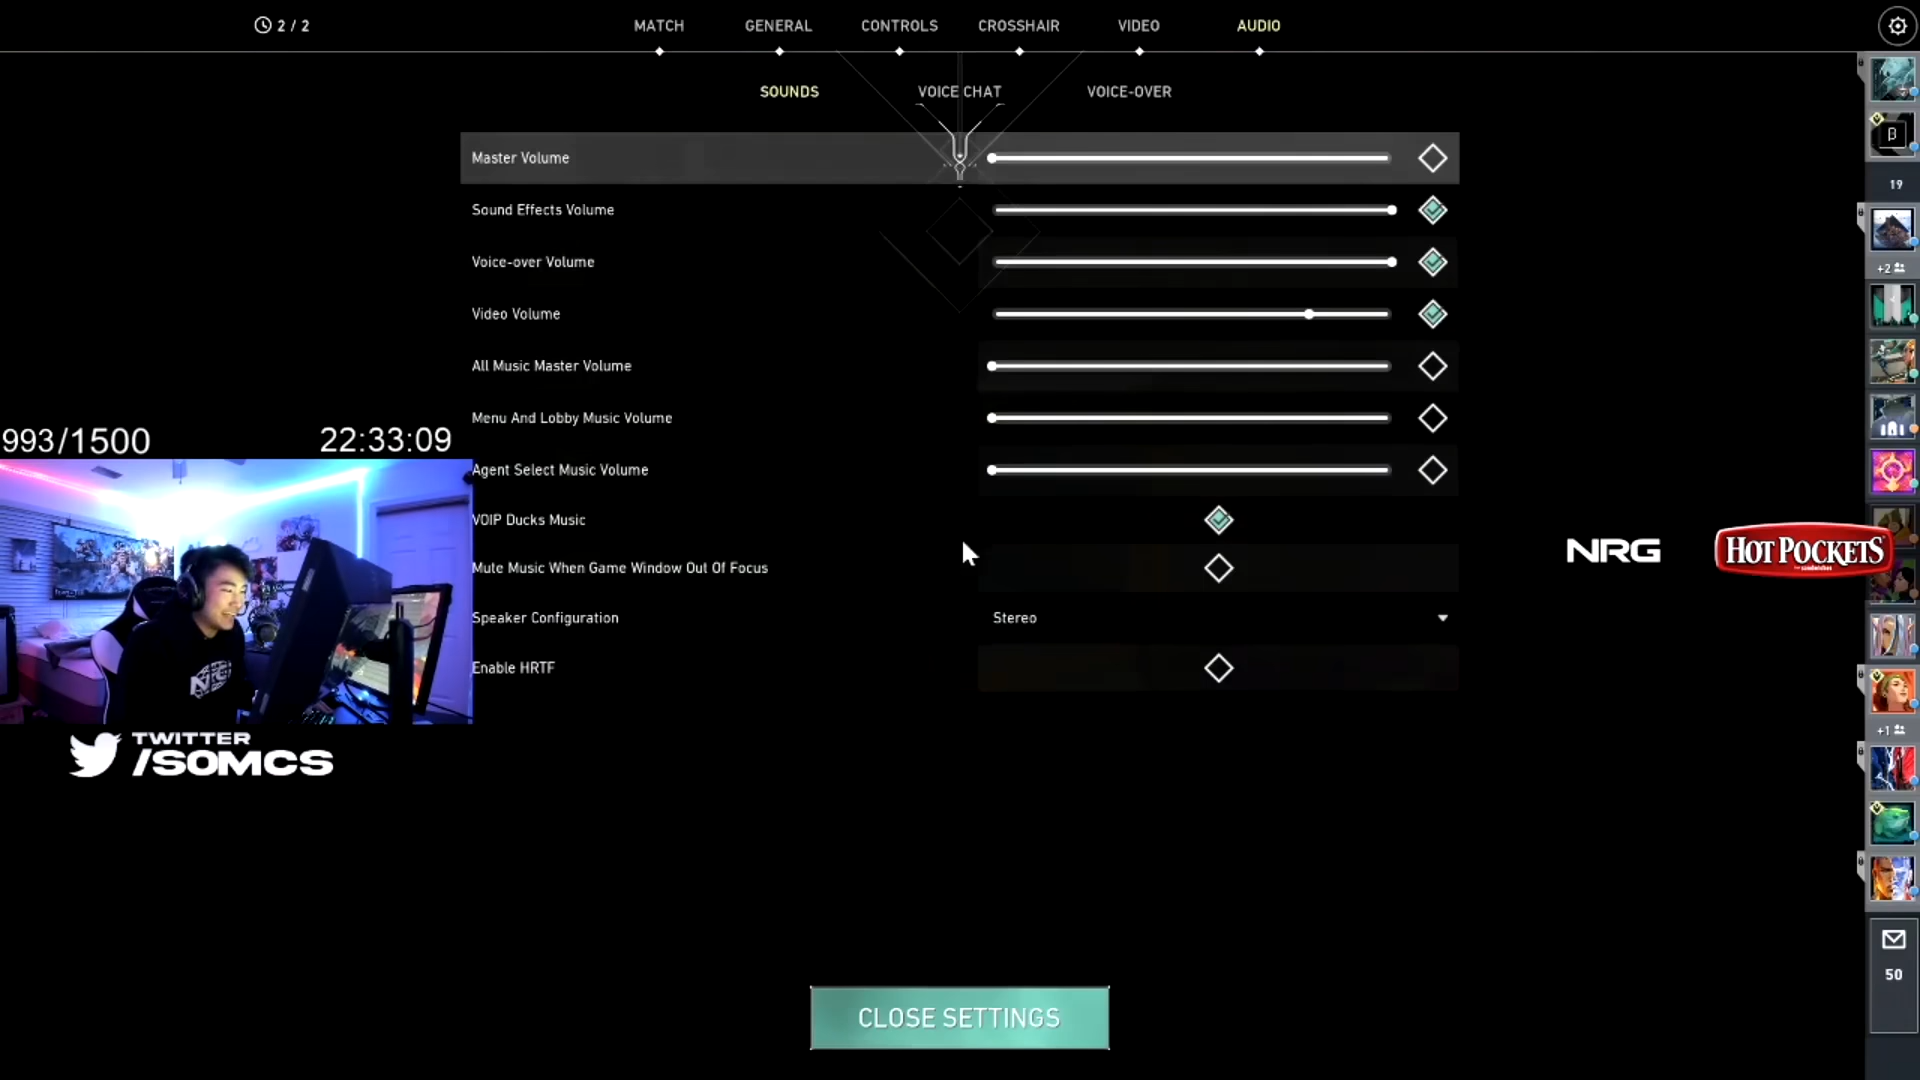 2 / 2
MATCH
GENERAL
CONTROLS
CROSSHAIR
VIDEO
AUDIO
SOUNDS
VOICE CHAT
VOICE-OVER
Master Volume
Sound Effects Volume
Voice-over Volume
Video Volume
All Music Master Volume
Menu And Lobby Music Volume
Agent Select Music Volume
VOIP Ducks Music
Mute Music When Game Window Out Of Focus
Speaker Configuration
Stereo
Enable HRTF
993/1500
22:33:09
NRG
TWITTER
/SOMCS
NRG
HOT POCKETS
β
19
+2
+1
50
CLOSE SETTINGS